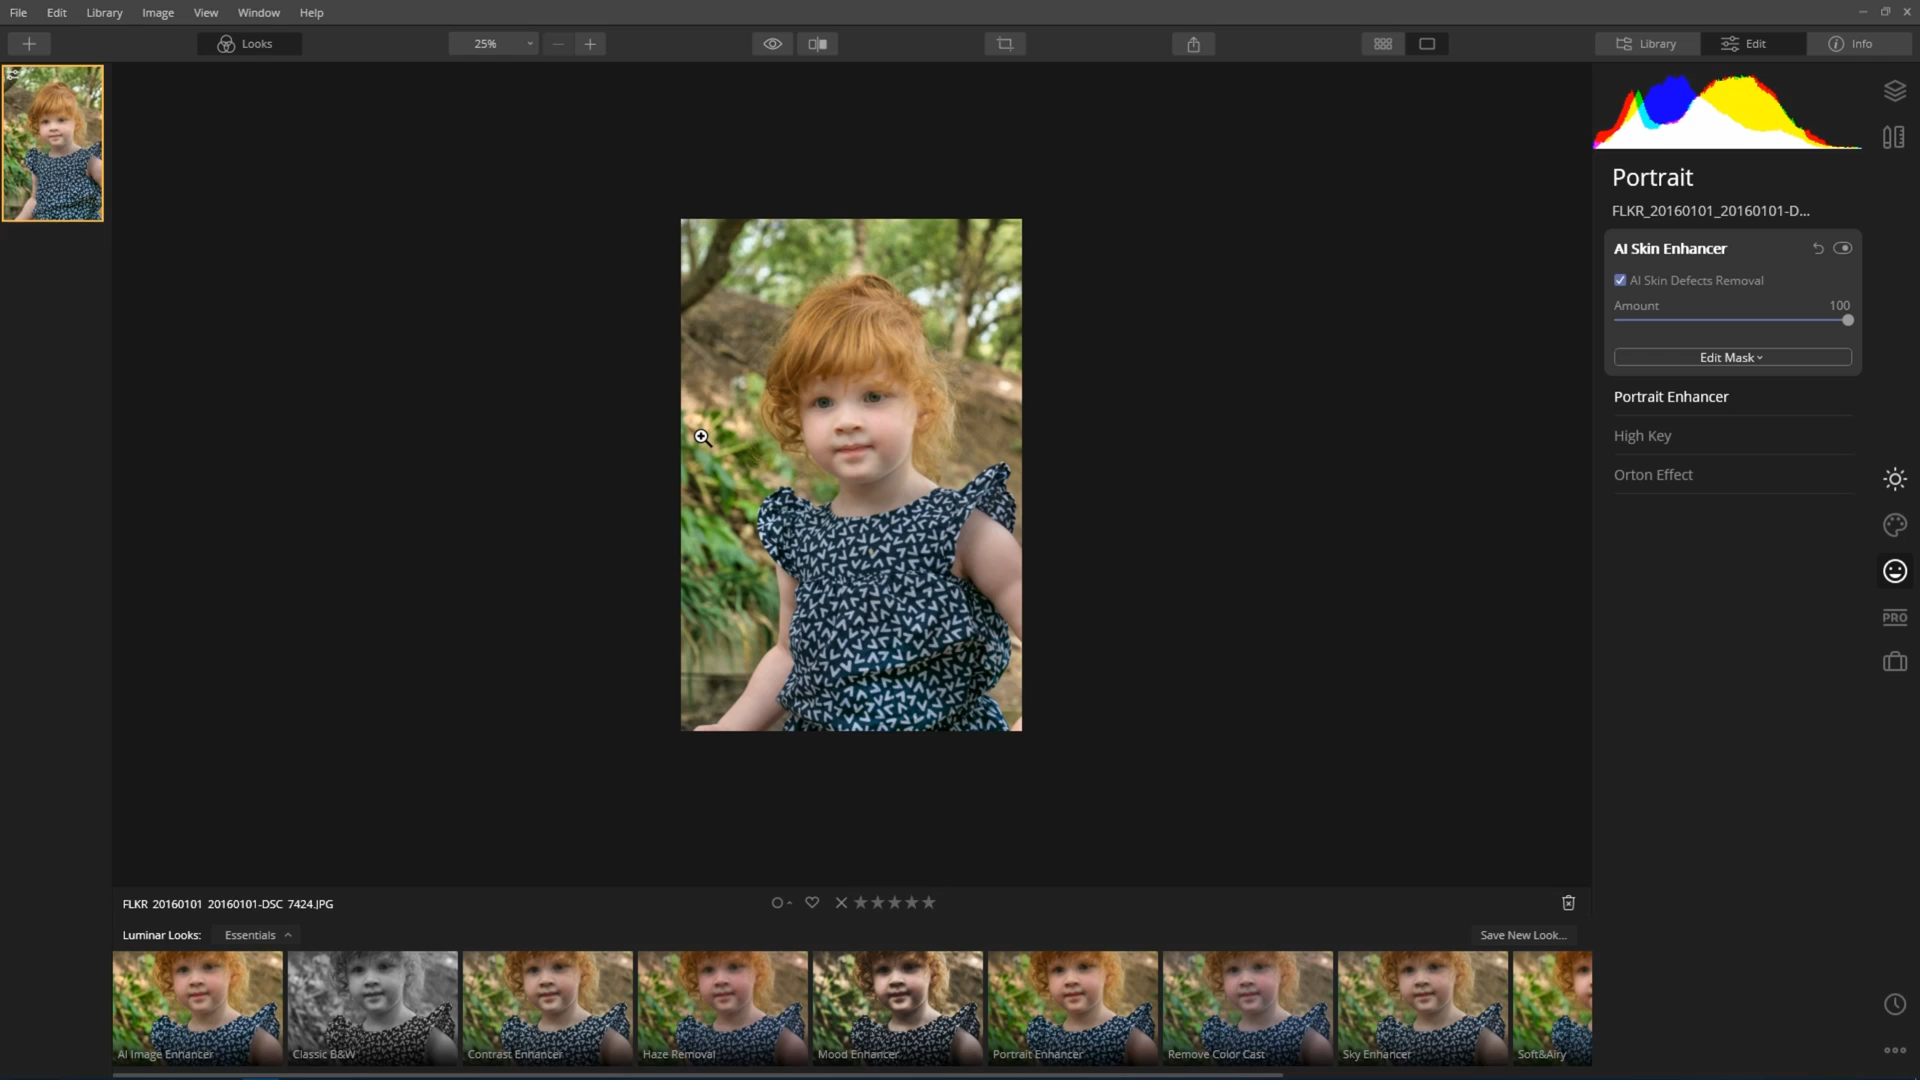 File Edit Library Image View Window Help
Looks 25% Library Edit Info
Portrait
FLKR_20160101_20160101-D...
AI Skin Enhancer
AI Skin Defects Removal
Amount 100
Edit Mask
Portrait Enhancer
High Key
Orton Effect
PRO
FLKR 20160101 20160101-DSC 7424.JPG
Luminar Looks: Essentials Save New Look...
AI Image Enhancer Classic B&W Contrast Enhancer Haze Removal Mood Enhancer Portrait Enhancer Remove Color Cast Sky Enhancer Soft&Airy